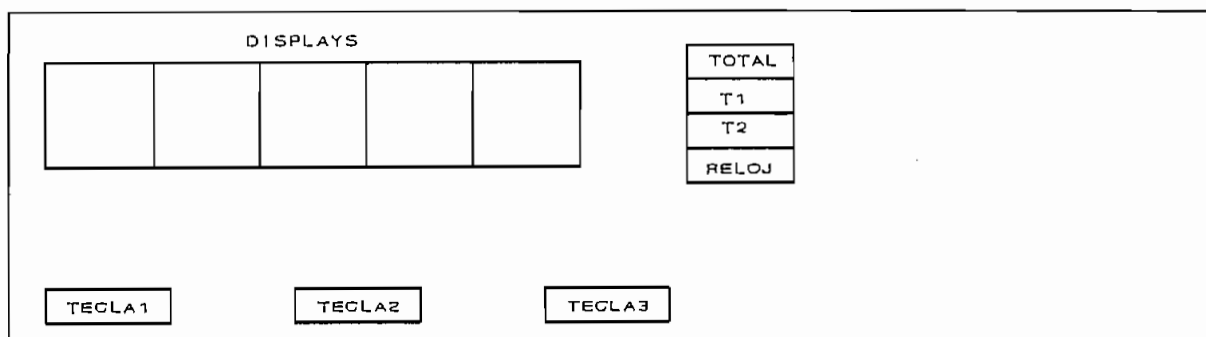 DISPLAYS
TOTAL
T1
T2
RELOJ
TECLA1
TECLA2
TECLA3